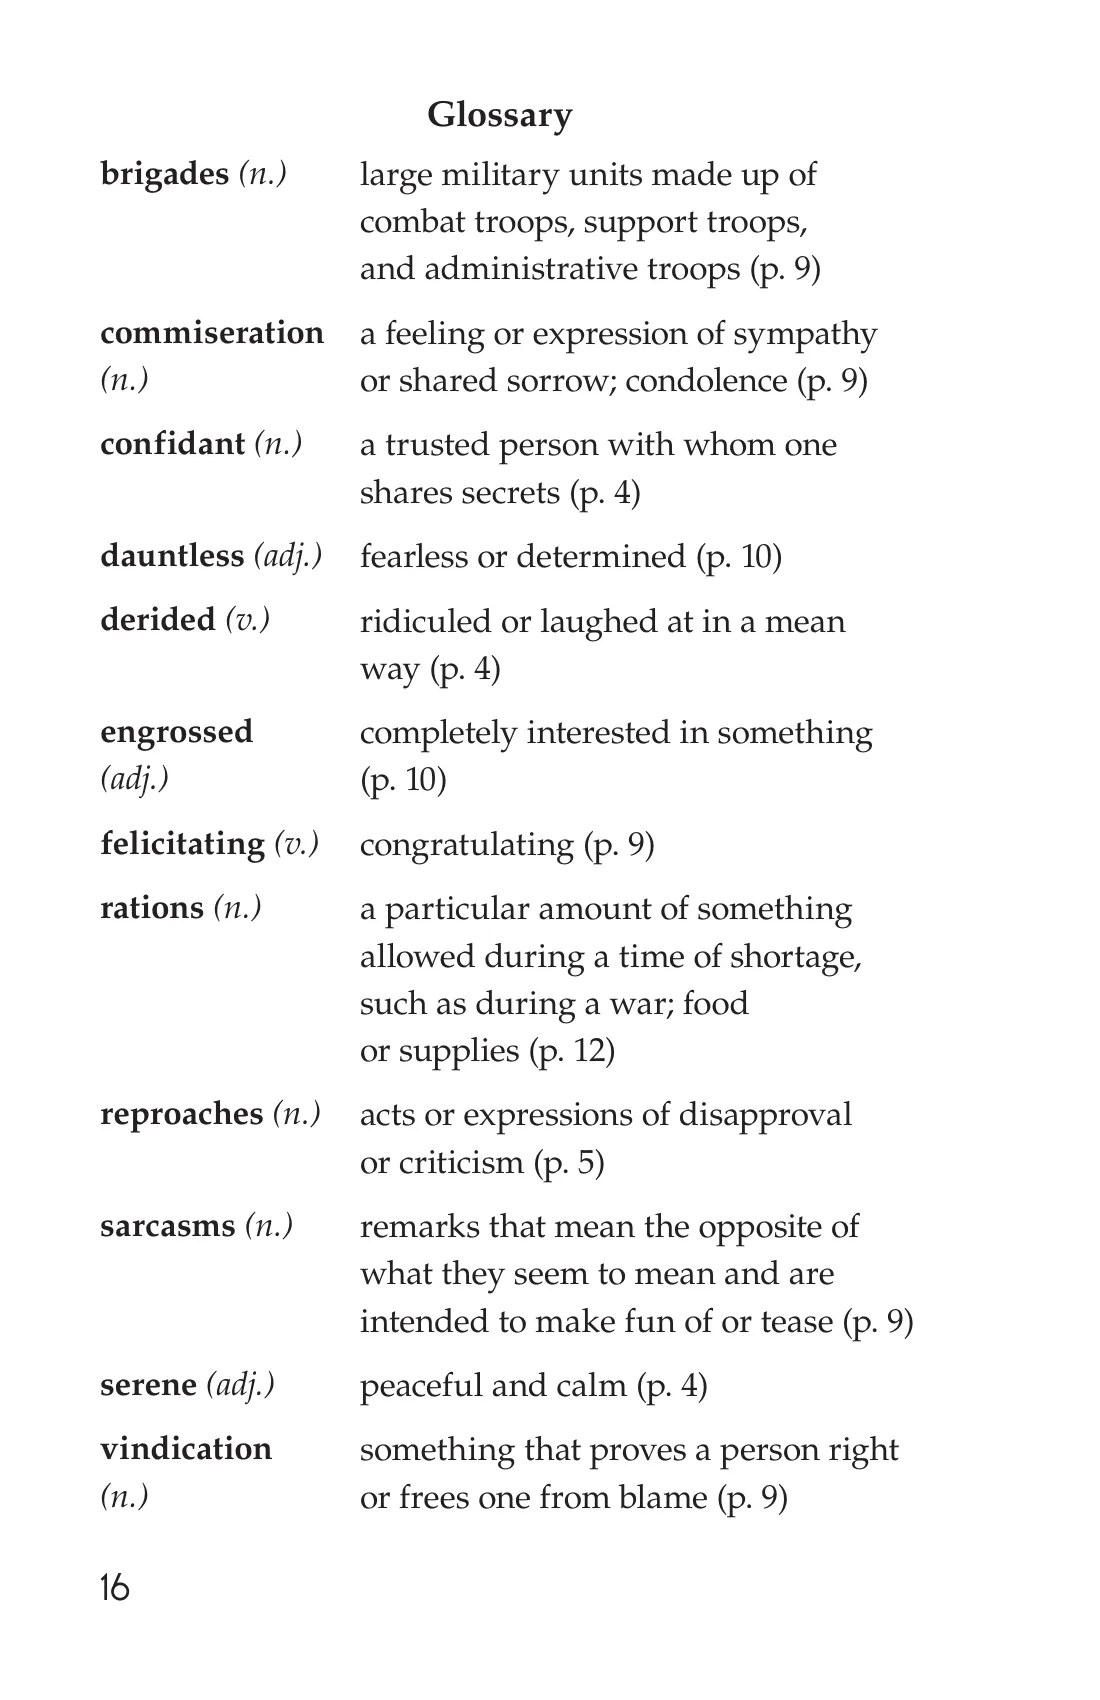 Glossary
brigades (n.) large military units made up of
combat troops, support troops,
and administrative troops (p. 9)
commiseration a feeling or expression of sympathy
(n.) or shared sorrow; condolence (p. 9)
confidant (n.) a trusted person with whom one
shares secrets (p. 4)
dauntless (adj.) fearless or determined (p. 10)
derided (v.) ridiculed or laughed at in a mean
way (p. 4)
engrossed completely interested in something
(adj.) (p. 10)
felicitating (v.) congratulating (p. 9)
rations (n.) a particular amount of something
allowed during a time of shortage,
such as during a war; food
or supplies (p. 12)
reproaches (n.) acts or expressions of disapproval
or criticism (p. 5)
sarcasms (n.) remarks that mean the opposite of
what they seem to mean and are
intended to make fun of or tease (p. 9)
serene (adj.) peaceful and calm (p. 4)
vindication something that proves a person right
(n.) or frees one from blame (p. 9)
16